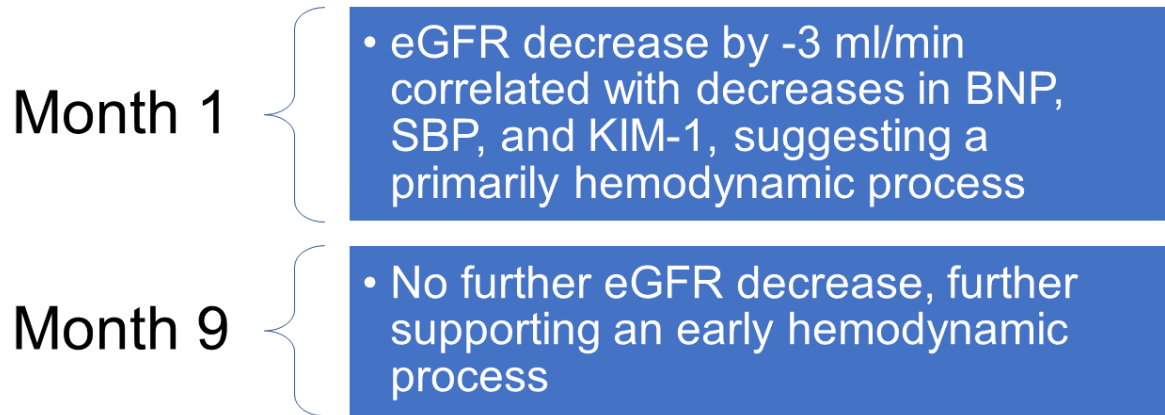 Month 1
• eGFR decrease by -3 ml/min
correlated with decreases in BNP,
SBP, and KIM-1, suggesting a
primarily hemodynamic process
Month 9
• No further eGFR decrease, further
supporting an early hemodynamic
process